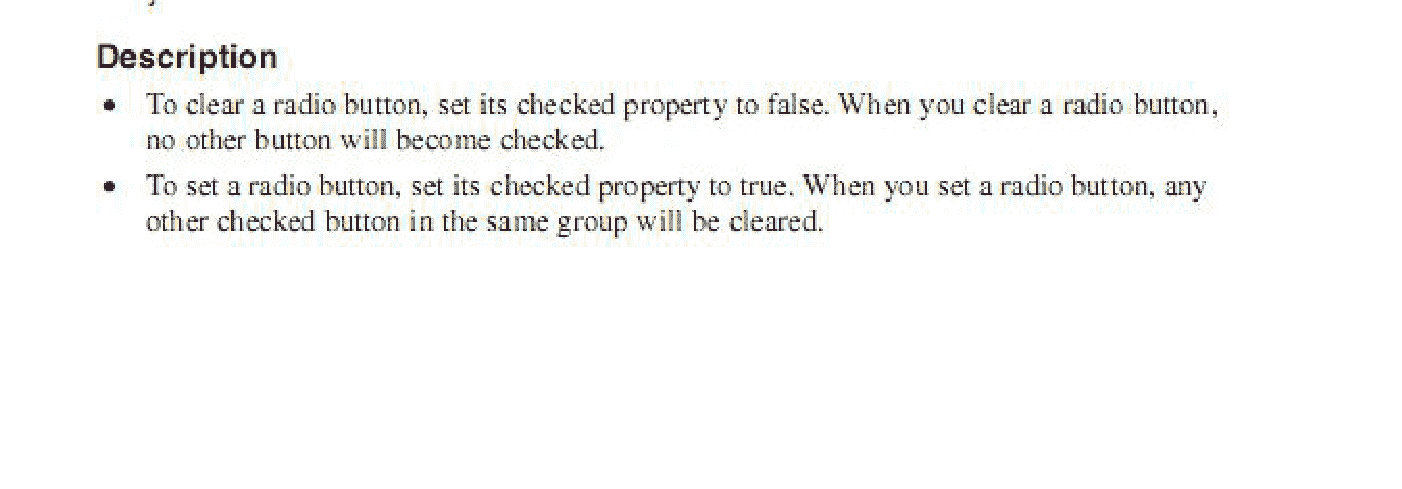 Description
• To clear a radio button, set its checked property to false. When you clear a radio button,
no other button will become checked.
• To set a radio button, set its checked property to true. When you set a radio button, any
other checked button in the same group will be cleared.